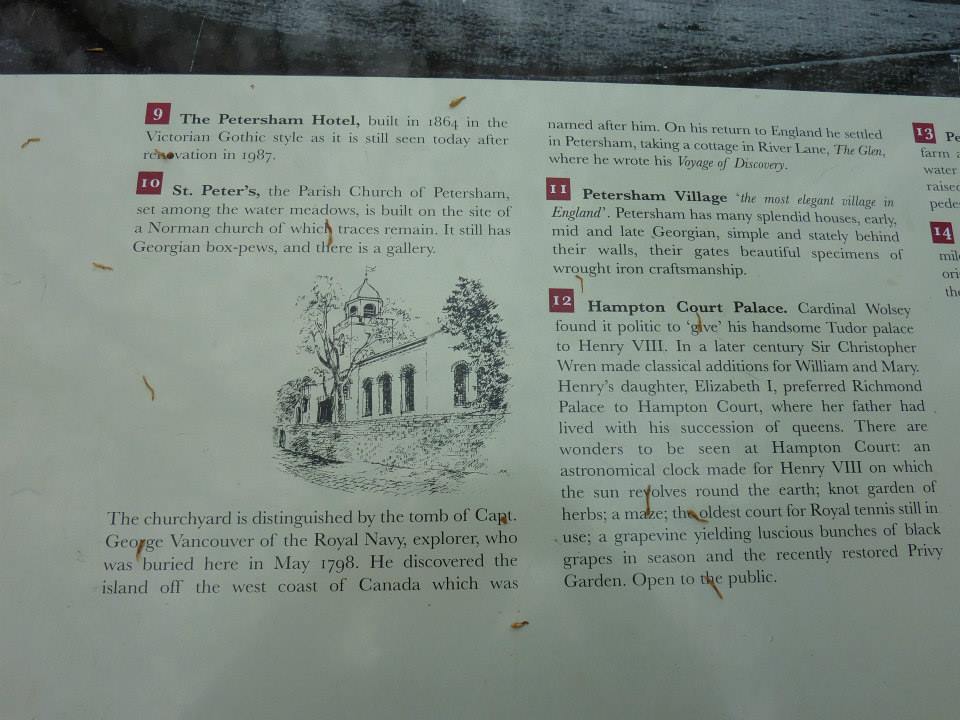 9 The Petersham Hotel, built in 1864 in the
Victorian Gothic style as it is still seen today after
renovation in 1987.
10 St. Peter's, the Parish Church of Petersham,
set among the water meadows, is built on the site of
a Norman church of which traces remain. It still has
Georgian box-pews, and there is a gallery.
The churchyard is distinguished by the tomb of Capt.
George Vancouver of the Royal Navy, explorer, who
was buried here in May 1798. He discovered the
island off the west coast of Canada which was
named after him. On his return to England he settled
in Petersham, taking a cottage in River Lane, The Glen,
where he wrote his Voyage of Discovery.
11 Petersham Village 'the most elegant village in
England'. Petersham has many splendid houses, early,
mid and late Georgian, simple and stately behind
their walls, their gates beautiful specimens of
wrought iron craftsmanship.
12 Hampton Court Palace. Cardinal Wolsey
found it politic to 'give' his handsome Tudor palace
to Henry VIII. In a later century Sir Christopher
Wren made classical additions for William and Mary.
Henry's daughter, Elizabeth I, preferred Richmond
Palace to Hampton Court, where her father had
lived with his succession of queens. There are
wonders to be seen at Hampton Court: an
astronomical clock made for Henry VIII on which
the sun revolves round the earth; knot garden of
herbs; a maze; the oldest court for Royal tennis still in
use; a grapevine yielding luscious bunches of black
grapes in season and the recently restored Privy
Garden. Open to the public.
13 Pe
farm a
water
raised
pede
14
mil
ori
the